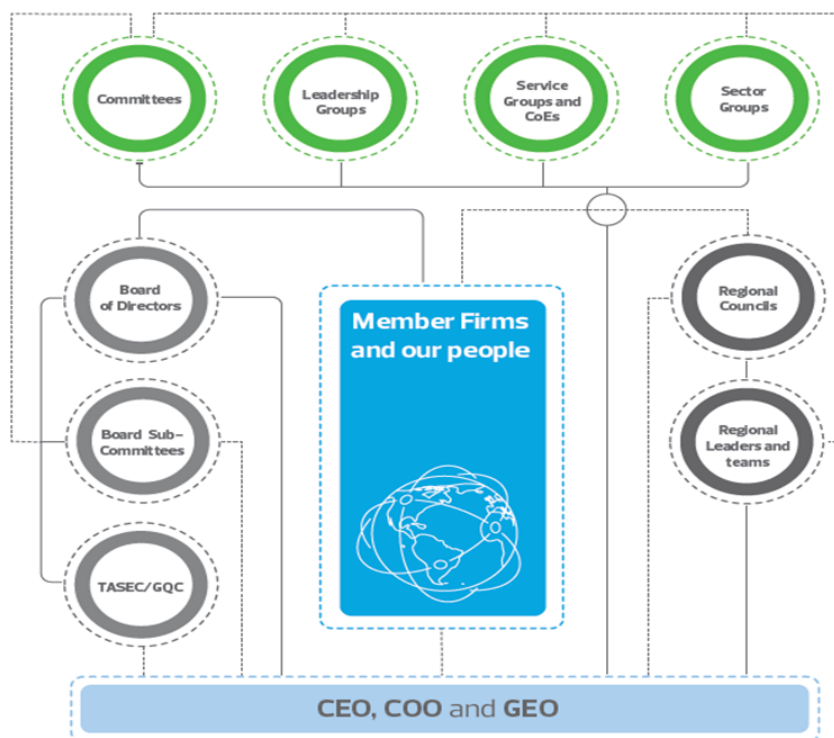 Committees
Leadership
Groups
Service
Groups and
CoEs
Sector
Groups
Board
of Directors
Member Firms
and our people
Regional
Councils
Board Sub-
Committees
Regional
Leaders and
teams
TASEC/GQC
CEO, COO and GEO